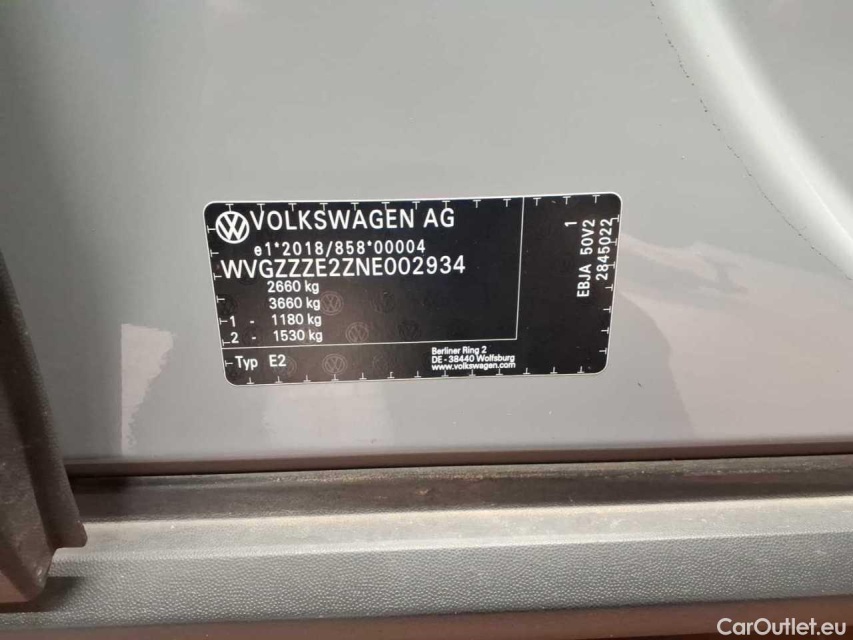 VOLKSWAGEN AG
e1*2018/858*00004
WVGZZZE2ZNE002934
2660 kg
3660 kg
1 - 1180 kg
2 - 1530 kg
Typ E2
Berliner Ring 2
DE - 38440 Wolfsburg
www.volkswagen.com
1
EBJA 50V2
2845022
CarOutlet.eu